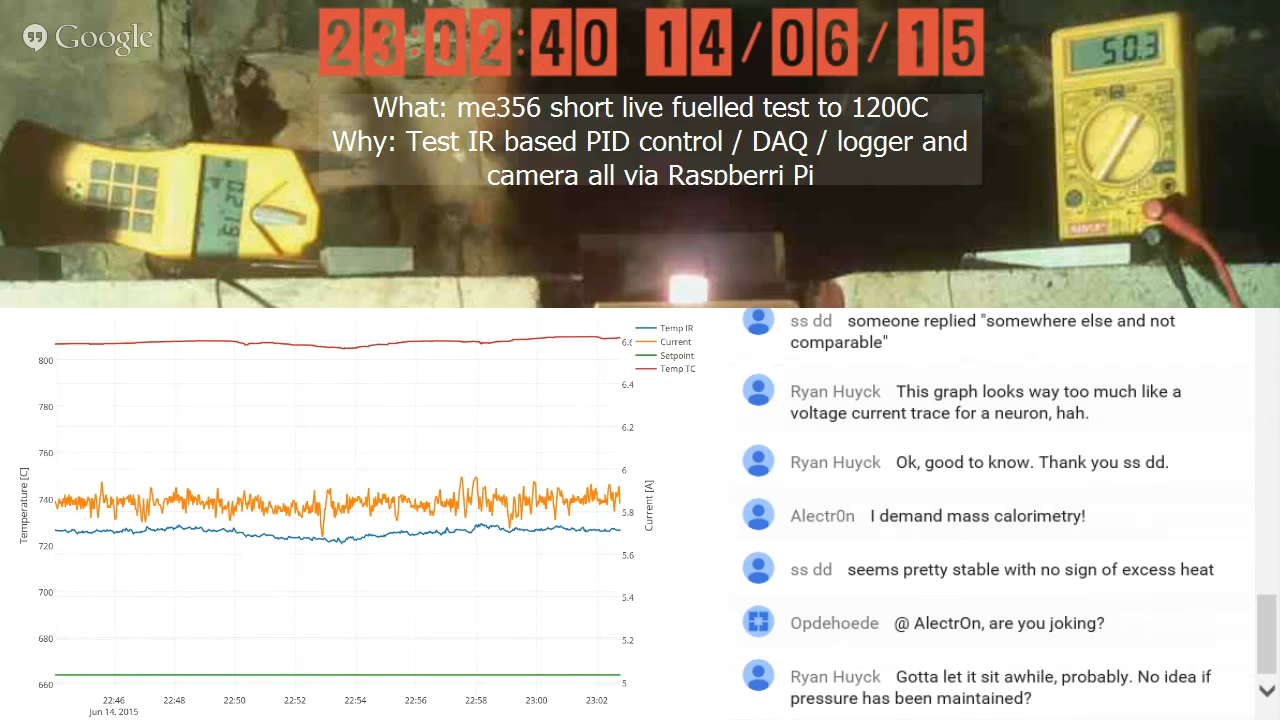 Google
23:02:40 14/06/15
What: me356 short live fuelled test to 1200C
Why: Test IR based PID control / DAQ / logger and
camera all via Raspberri Pi
50.3
Temp IR
Current
Setpoint
Temp TC
800
780
760
740
720
700
680
660
Temperature [C]
6.4
6.2
6
5.8
5.6
5.4
5.2
5
Current [A]
22:46
22:48
22:50
22:52
22:54
22:56
22:58
23:00
23:02
Jun 14, 2015
ss dd someone replied "somewhere else and not
comparable"
Ryan Huyck This graph looks way too much like a
voltage current trace for a neuron, hah.
Ryan Huyck Ok, good to know. Thank you ss dd.
Alectr0n I demand mass calorimetry!
ss dd seems pretty stable with no sign of excess heat
Opdehoede @ AlectrOn, are you joking?
Ryan Huyck Gotta let it sit awhile, probably. No idea if
pressure has been maintained?